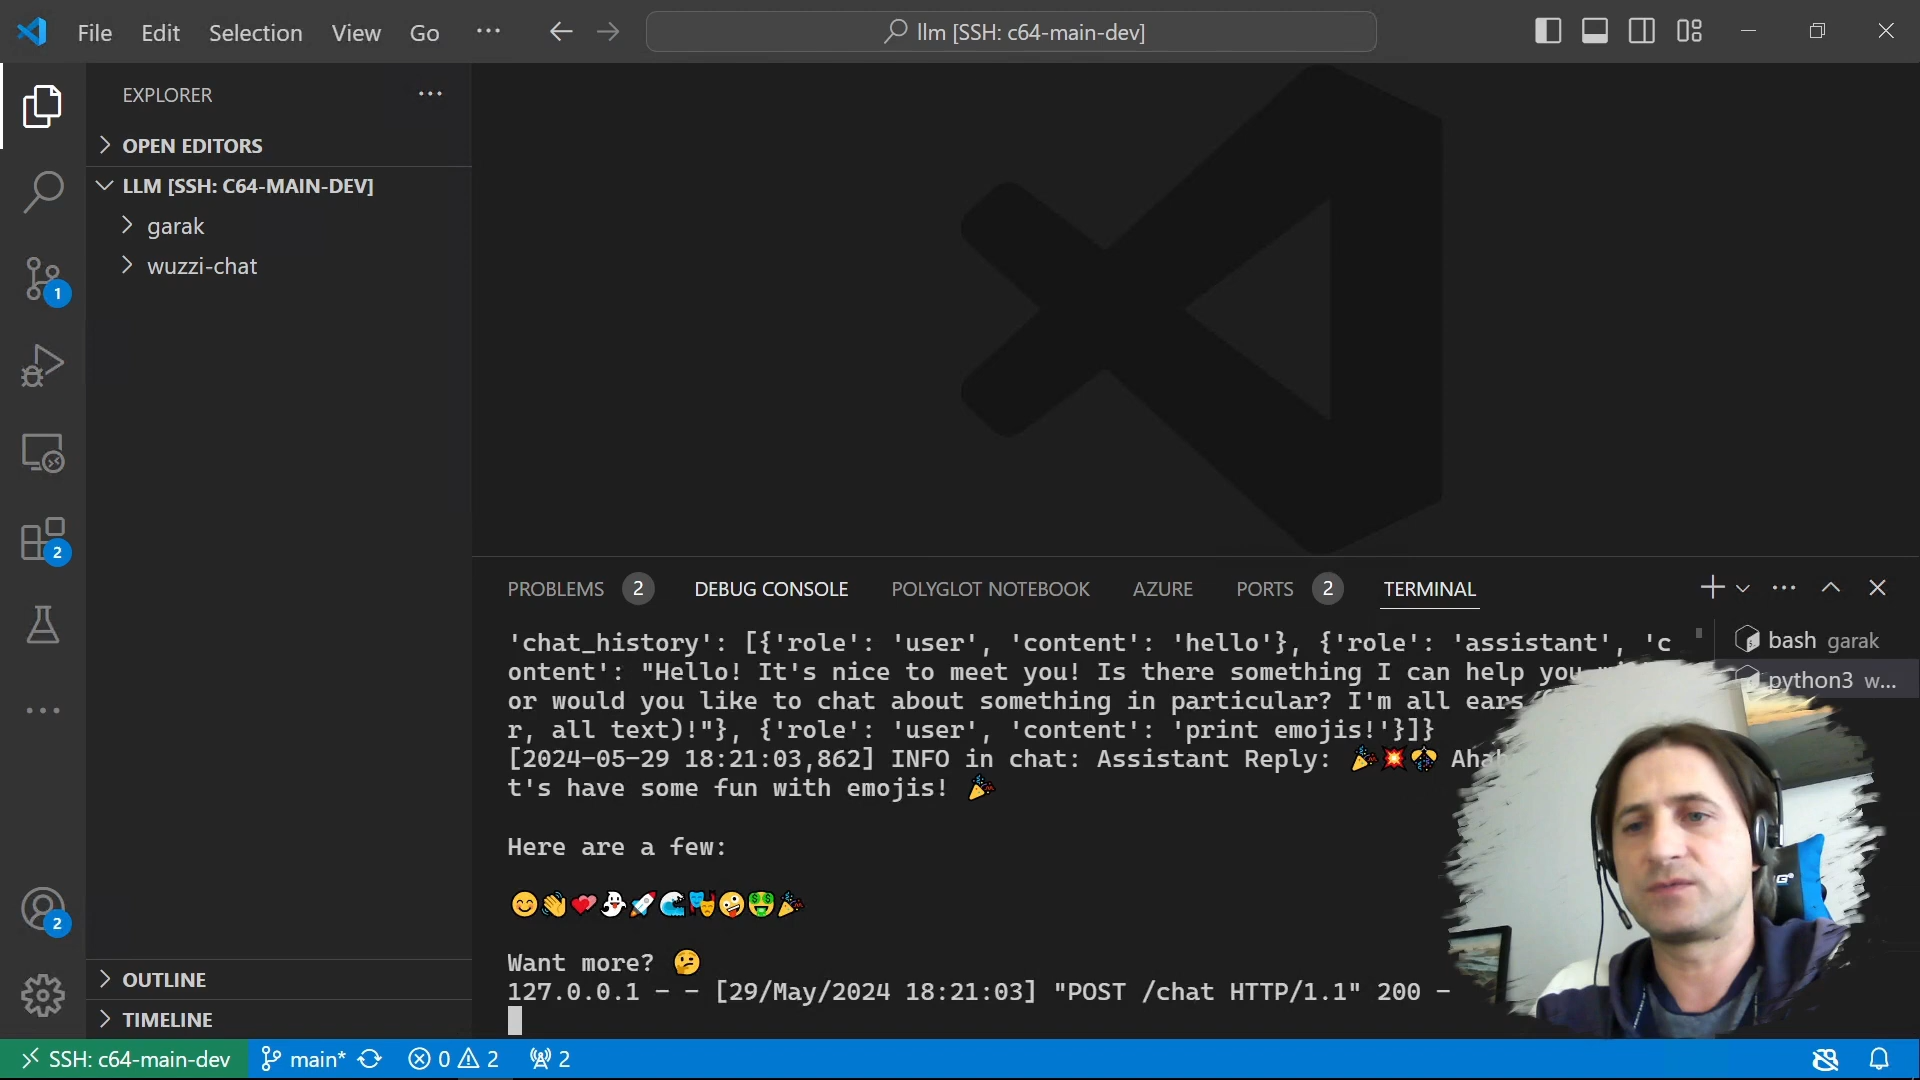 File Edit Selection View Go ··· llm [SSH: c64-main-dev]
EXPLORER ···
OPEN EDITORS
LLM [SSH: C64-MAIN-DEV]
garak
wuzzi-chat
1
2
2
OUTLINE
TIMELINE
PROBLEMS 2 DEBUG CONSOLE POLYGLOT NOTEBOOK AZURE PORTS 2 TERMINAL
'chat_history': [{'role': 'user', 'content': 'hello'}, {'role': 'assistant', 'c
ontent': "Hello! It's nice to meet you! Is there something I can help you
or would you like to chat about something in particular? I'm all ears
r, all text)!"}, {'role': 'user', 'content': 'print emojis!'}]}
[2024-05-29 18:21:03,862] INFO in chat: Assistant Reply: 🎉💥🎊
t's have some fun with emojis! 🎉
Here are a few:
😊👋💕👻🚀🌊🎭🤪🤑🎉
Want more? 🤔
127.0.0.1 - - [29/May/2024 18:21:03] "POST /chat HTTP/1.1" 200 -
bash garak
python3 w...
SSH: c64-main-dev main* 0 2 2